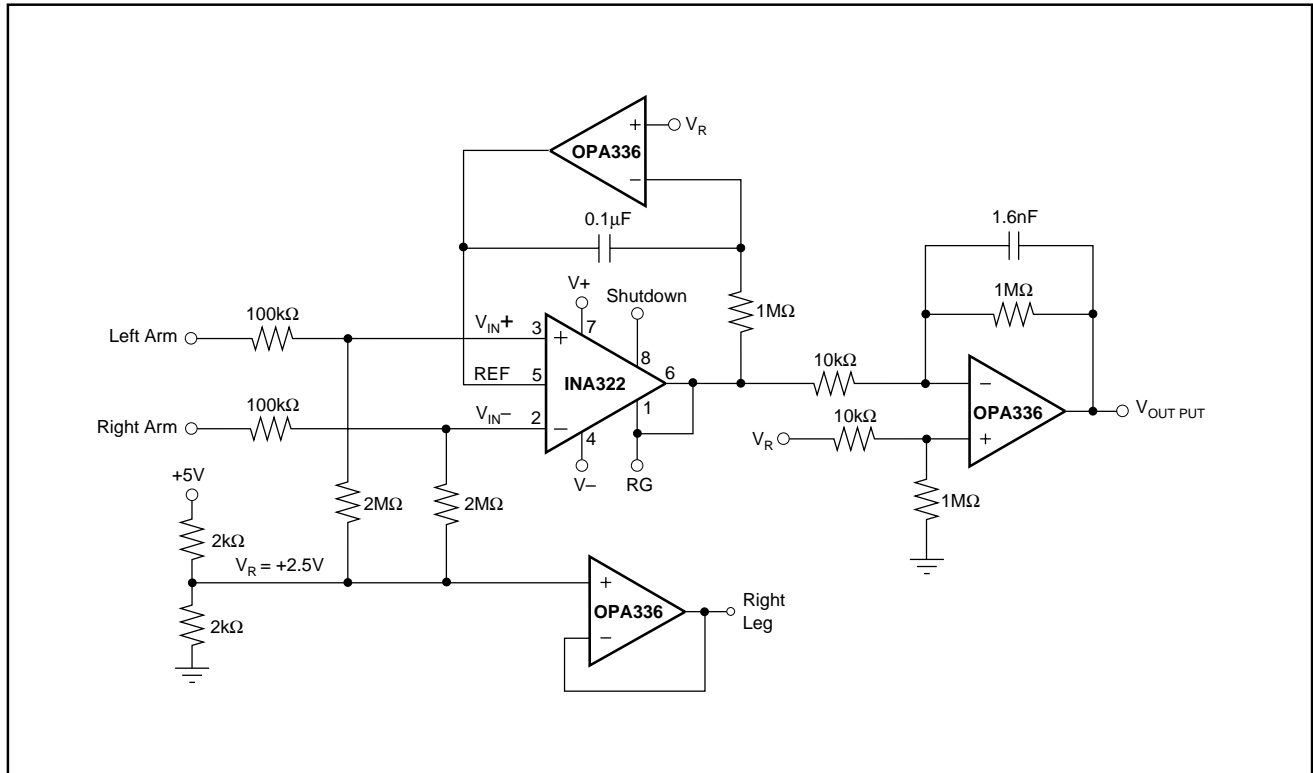 +
V_R
OPA336
−
0.1µF
1.6nF
V+
Shutdown
1MΩ
1MΩ
100kΩ
Left Arm
V_IN+
3
+
7
8
10kΩ
REF
5
INA322
6
−
OPA336
V_OUT PUT
100kΩ
Right Arm
V_IN−
2
−
4
1
10kΩ
V_R
+
V−
RG
+5V
2MΩ
2MΩ
1MΩ
2kΩ
V_R = +2.5V
+
OPA336
−
Right
Leg
2kΩ